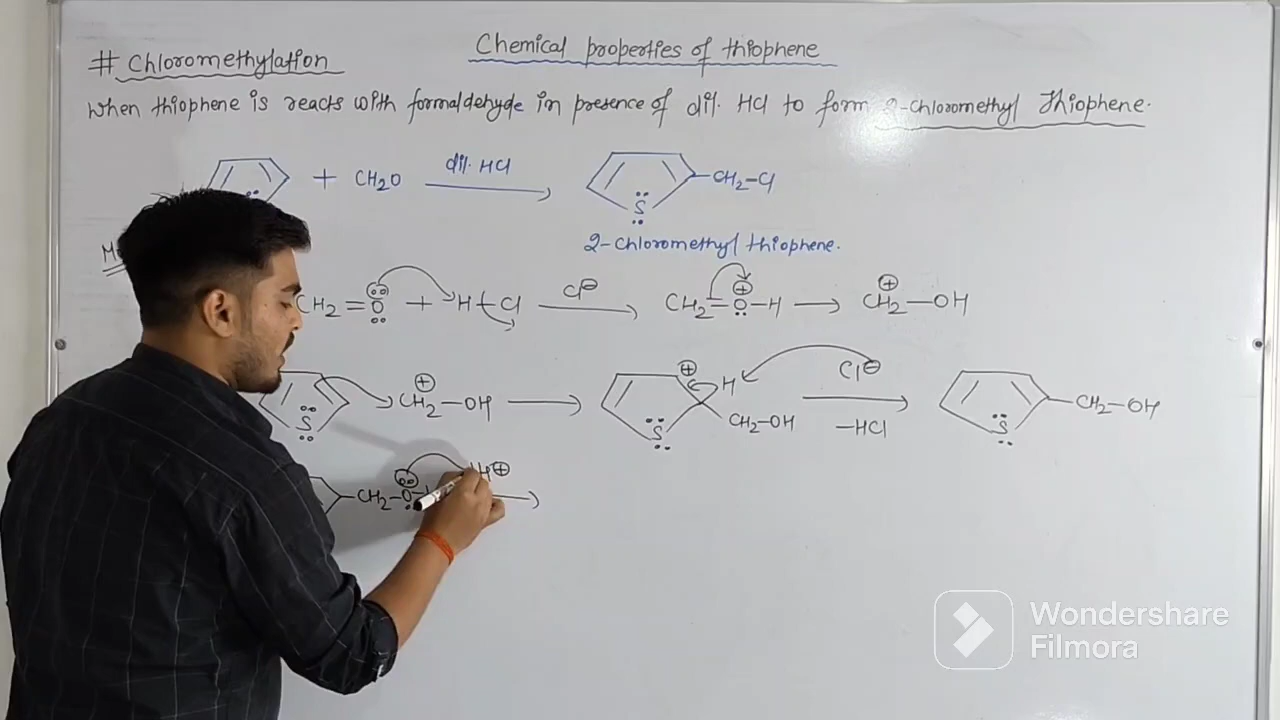 Chemical properties of thiophene
# Chloromethylation
When thiophene is reacts with formaldehyde in presence of dil. HCl to form 2-chloromethyl thiophene.
+ CH2O dil. HCl S CH2-Cl
2-chloromethyl thiophene.
CH2=O + H-Cl Cl⊖ CH2=O-H ⊕ ⊕ CH2-OH
S ⊕ CH2-OH ⊕ H S CH2-OH Cl⊖ -HCl S CH2-OH
CH2-O H⊕
Wondershare
Filmora